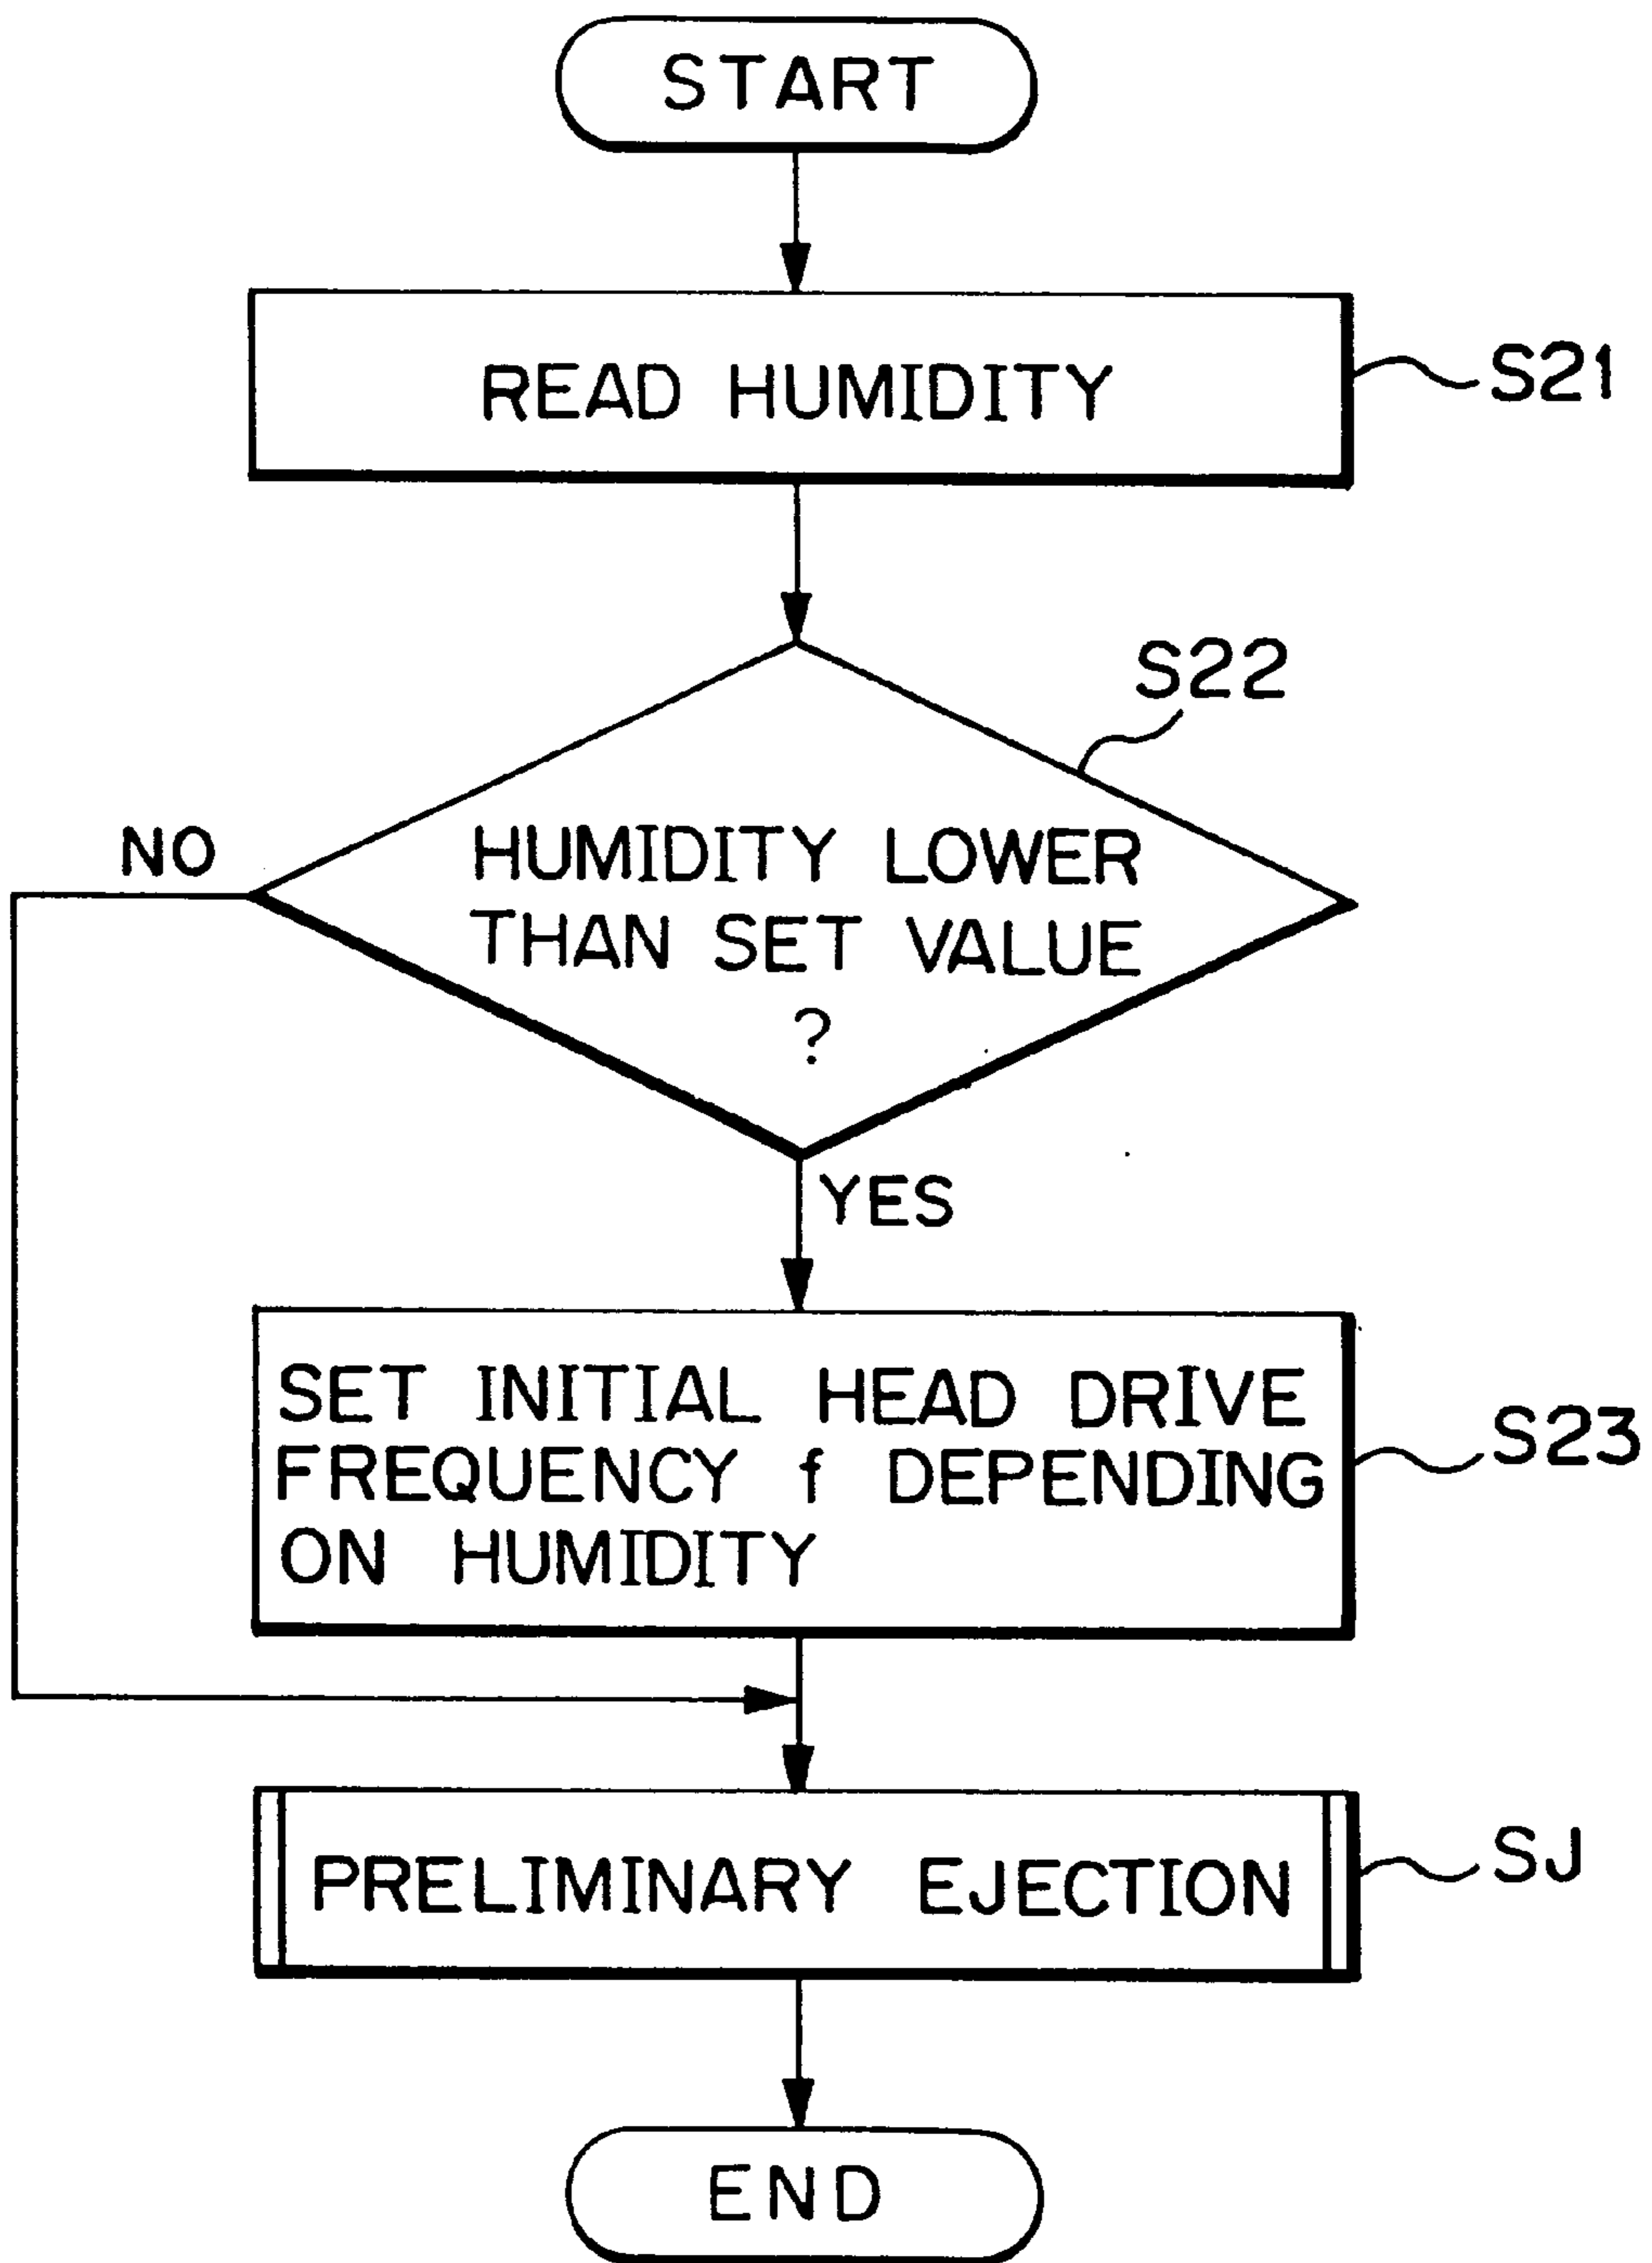 START
READ HUMIDITY
S21
S22
NO
HUMIDITY LOWER
THAN SET VALUE
?
YES
SET INITIAL HEAD DRIVE
FREQUENCY f DEPENDING
ON HUMIDITY
S23
PRELIMINARY EJECTION
SJ
END